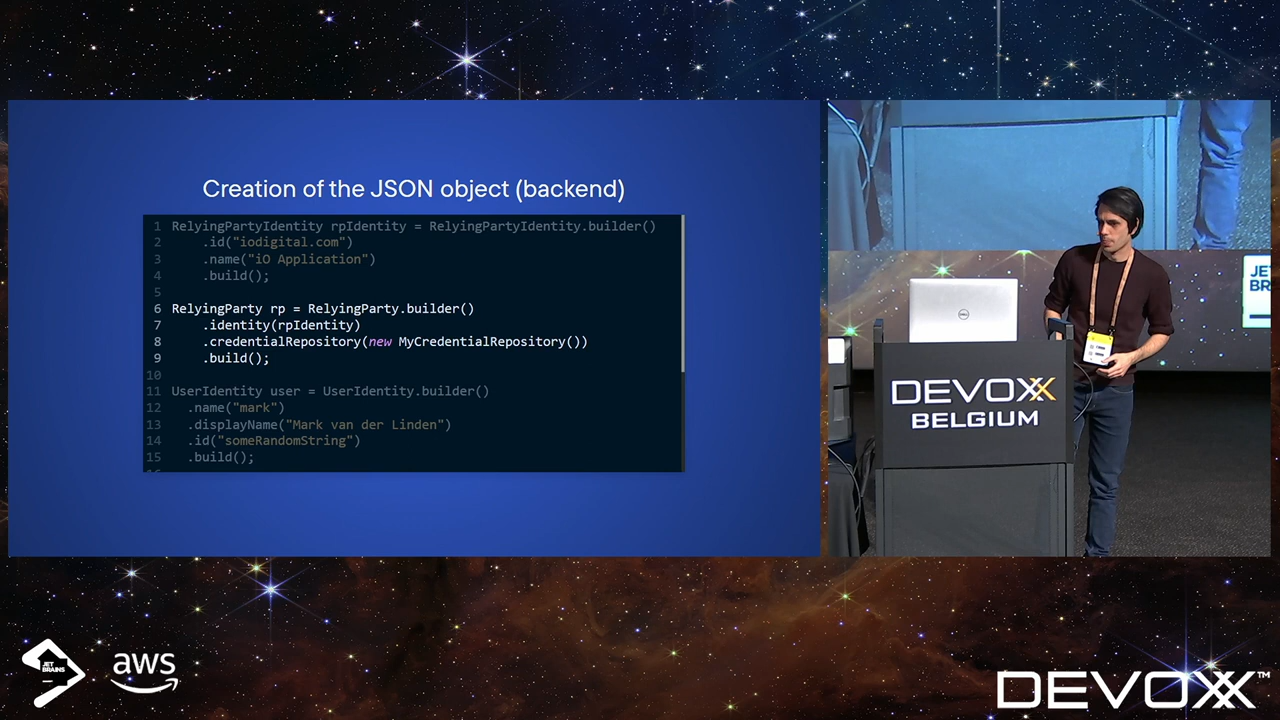 Creation of the JSON object (backend)
1 RelyingPartyIdentity rpIdentity = RelyingPartyIdentity.builder()
2 .id("iodigital.com")
3 .name("iO Application")
4 .build();
5
6 RelyingParty rp = RelyingParty.builder()
7 .identity(rpIdentity)
8 .credentialRepository(new MyCredentialRepository())
9 .build();
10
11 UserIdentity user = UserIdentity.builder()
12 .name("mark")
13 .displayName("Mark van der Linden")
14 .id("someRandomString")
15 .build();
JET
BR
DELL
DEVOXX
BELGIUM
JET
BRAINS
aws
DEVOXX™